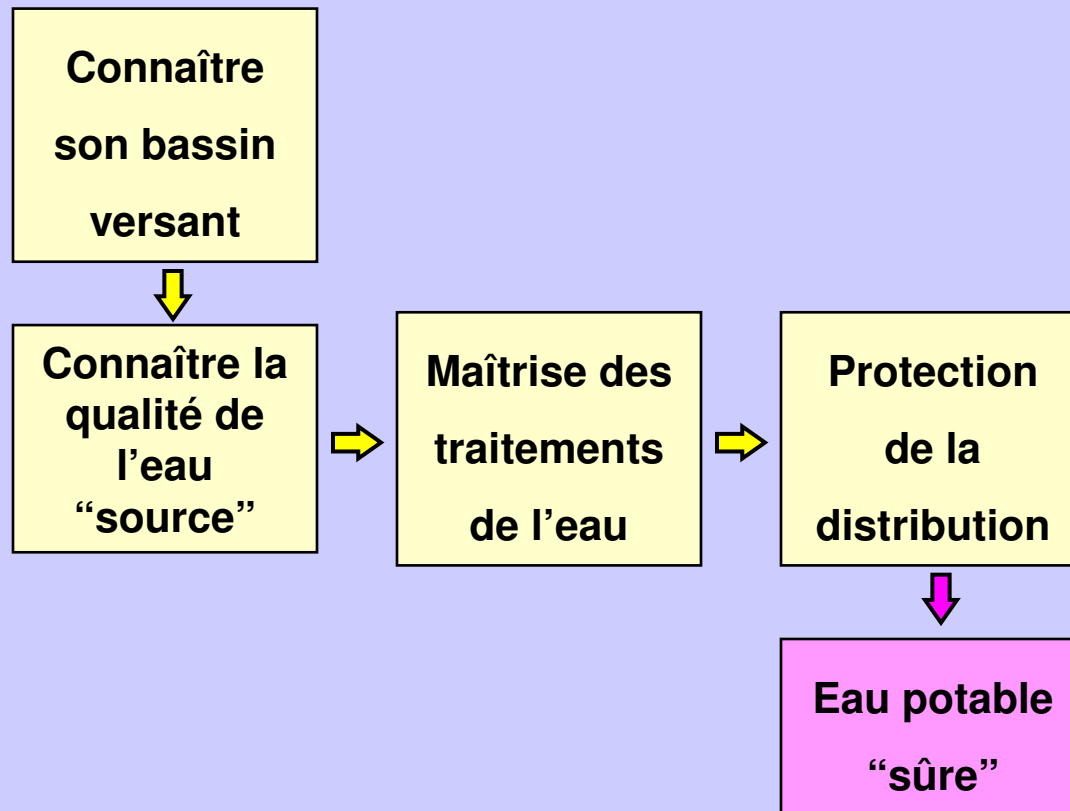 Connaître
son bassin
versant
Connaître la
qualité de
l’eau
“source”
Maîtrise des
traitements
de l’eau
Protection
de la
distribution
Eau potable
“sûre”